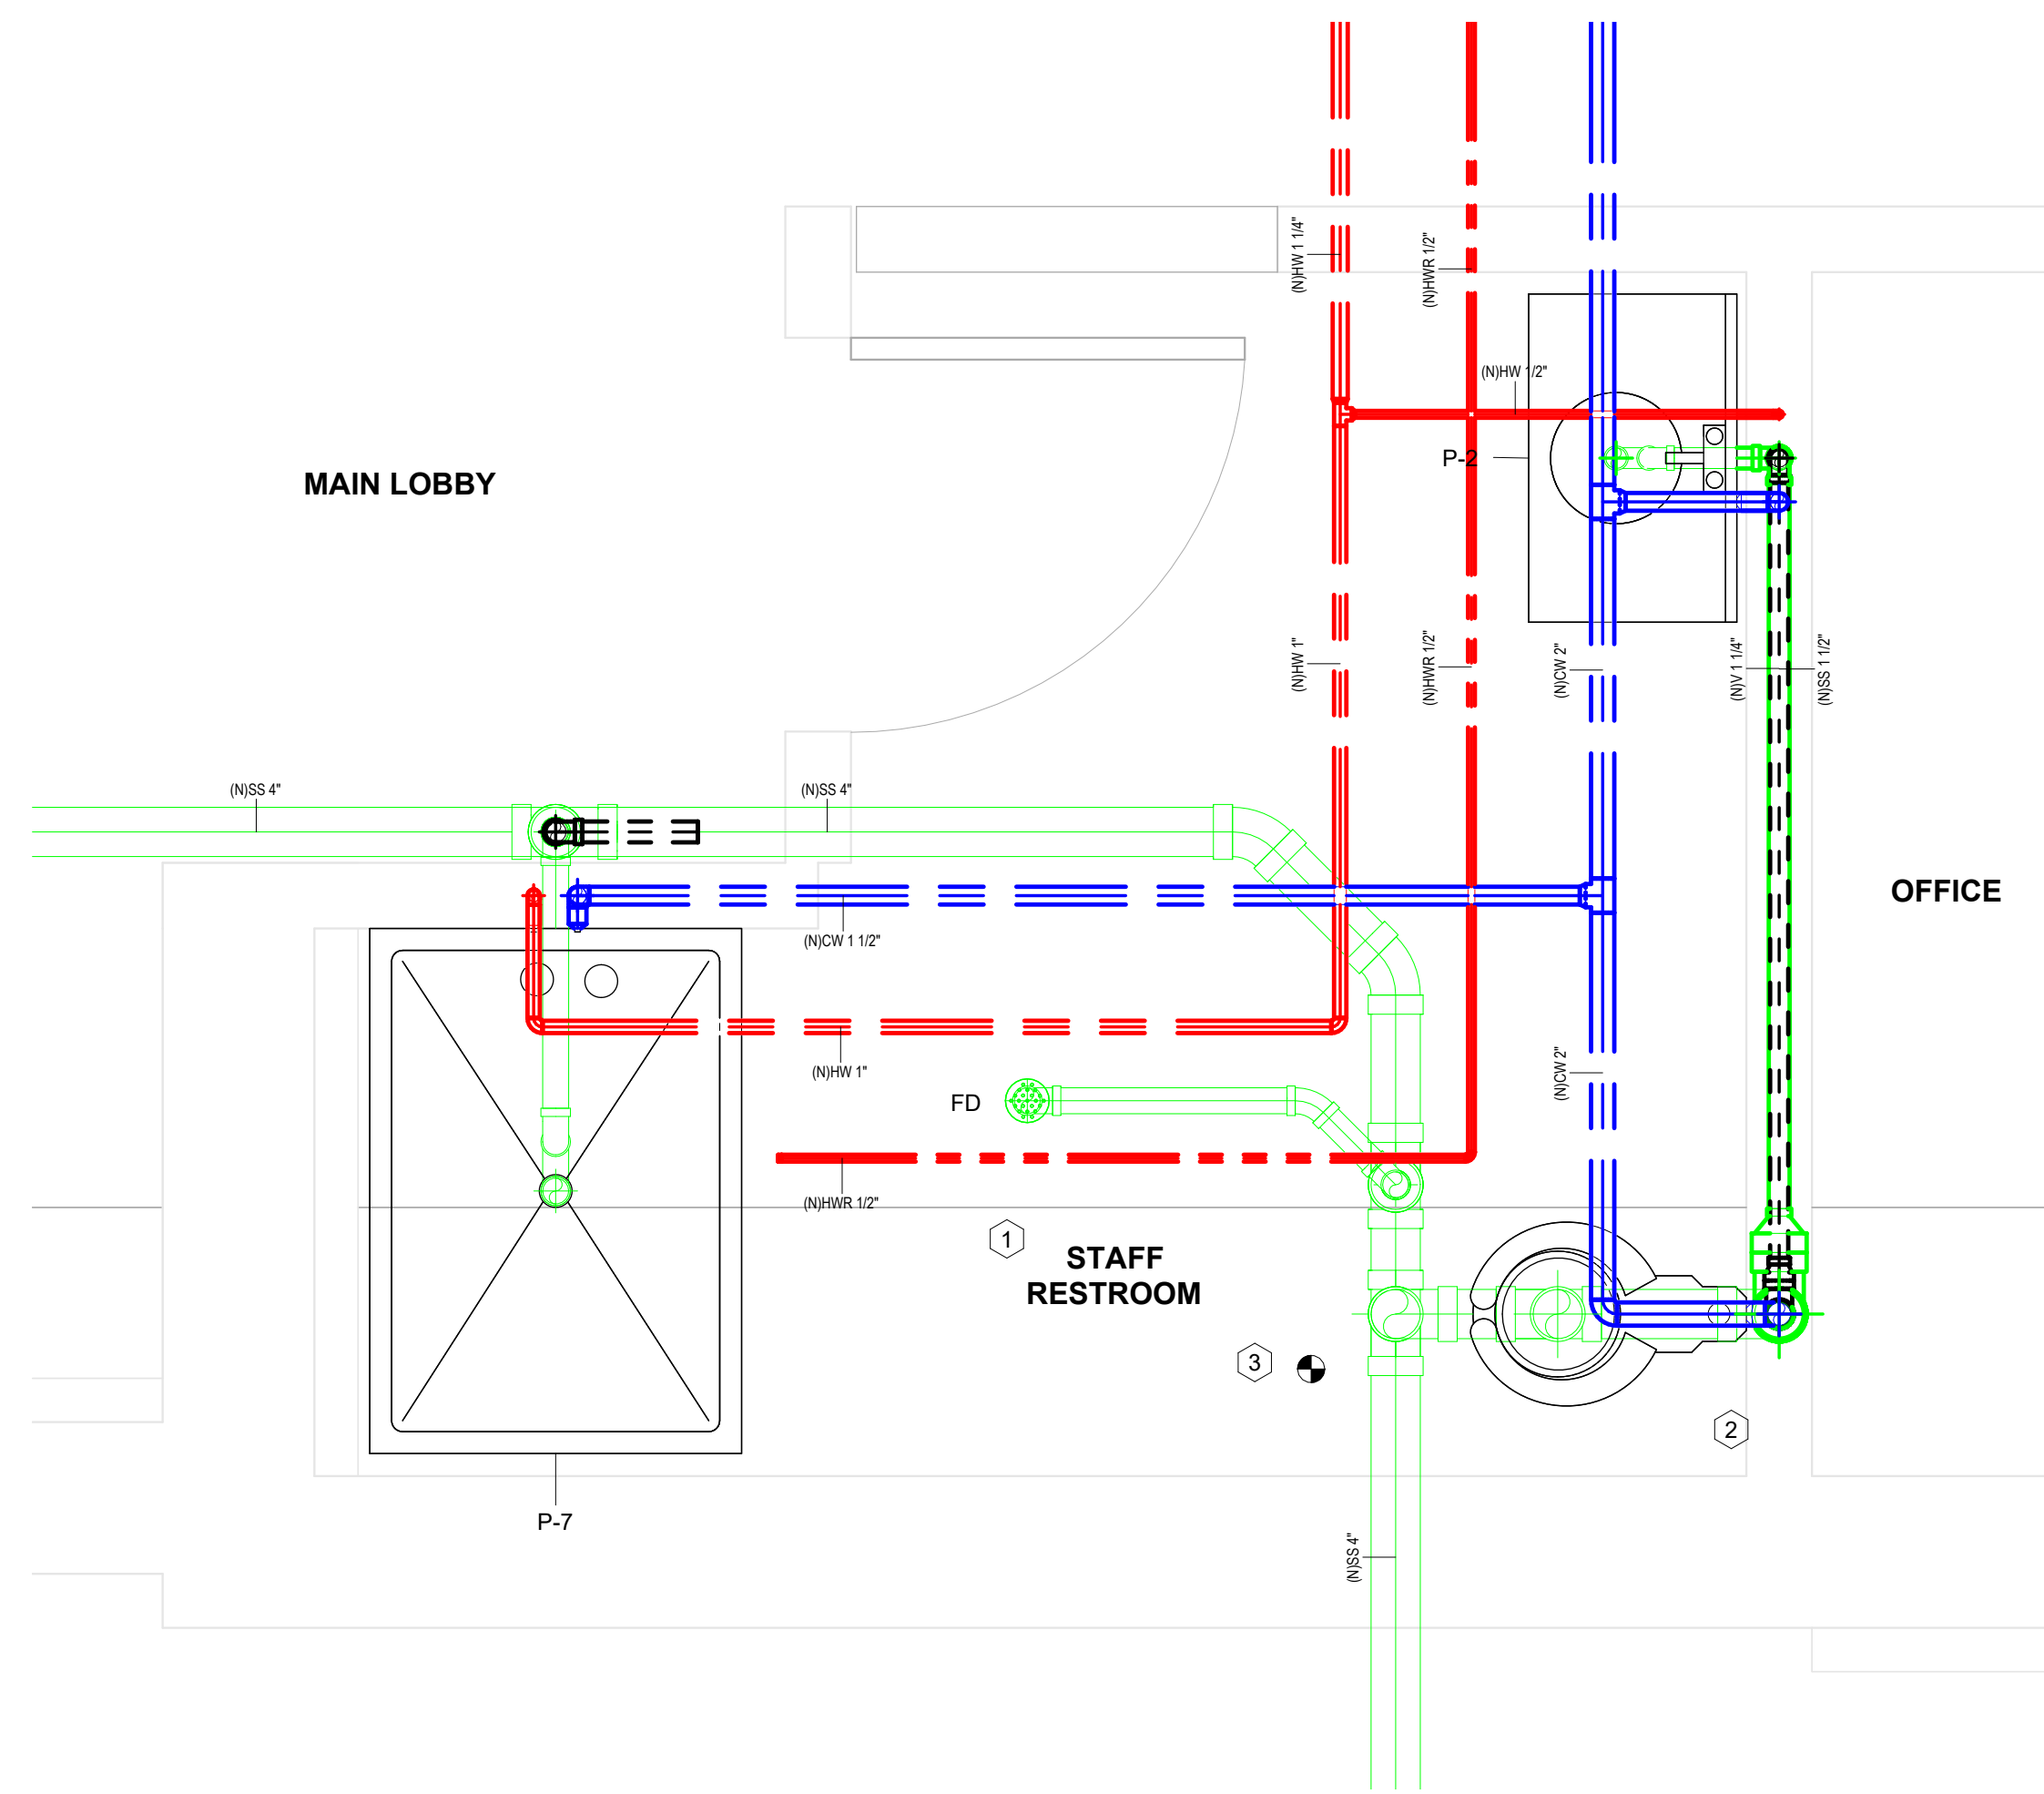 (N)HW 1 1/4"
(N)HWR 1/2"
(N)HW 1/2"
P-2
MAIN LOBBY
(N)HW 1"
(N)HWR 1/2"
(N)CW 2"
(N)V 1 1/4"
(N)SS 1 1/2"
(N)SS 4"
(N)SS 4"
OFFICE
(N)CW 1 1/2"
(N)HW 1"
(N)CW 2"
FD
(N)HWR 1/2"
1
STAFF
RESTROOM
3
2
P-7
(N)SS 4"